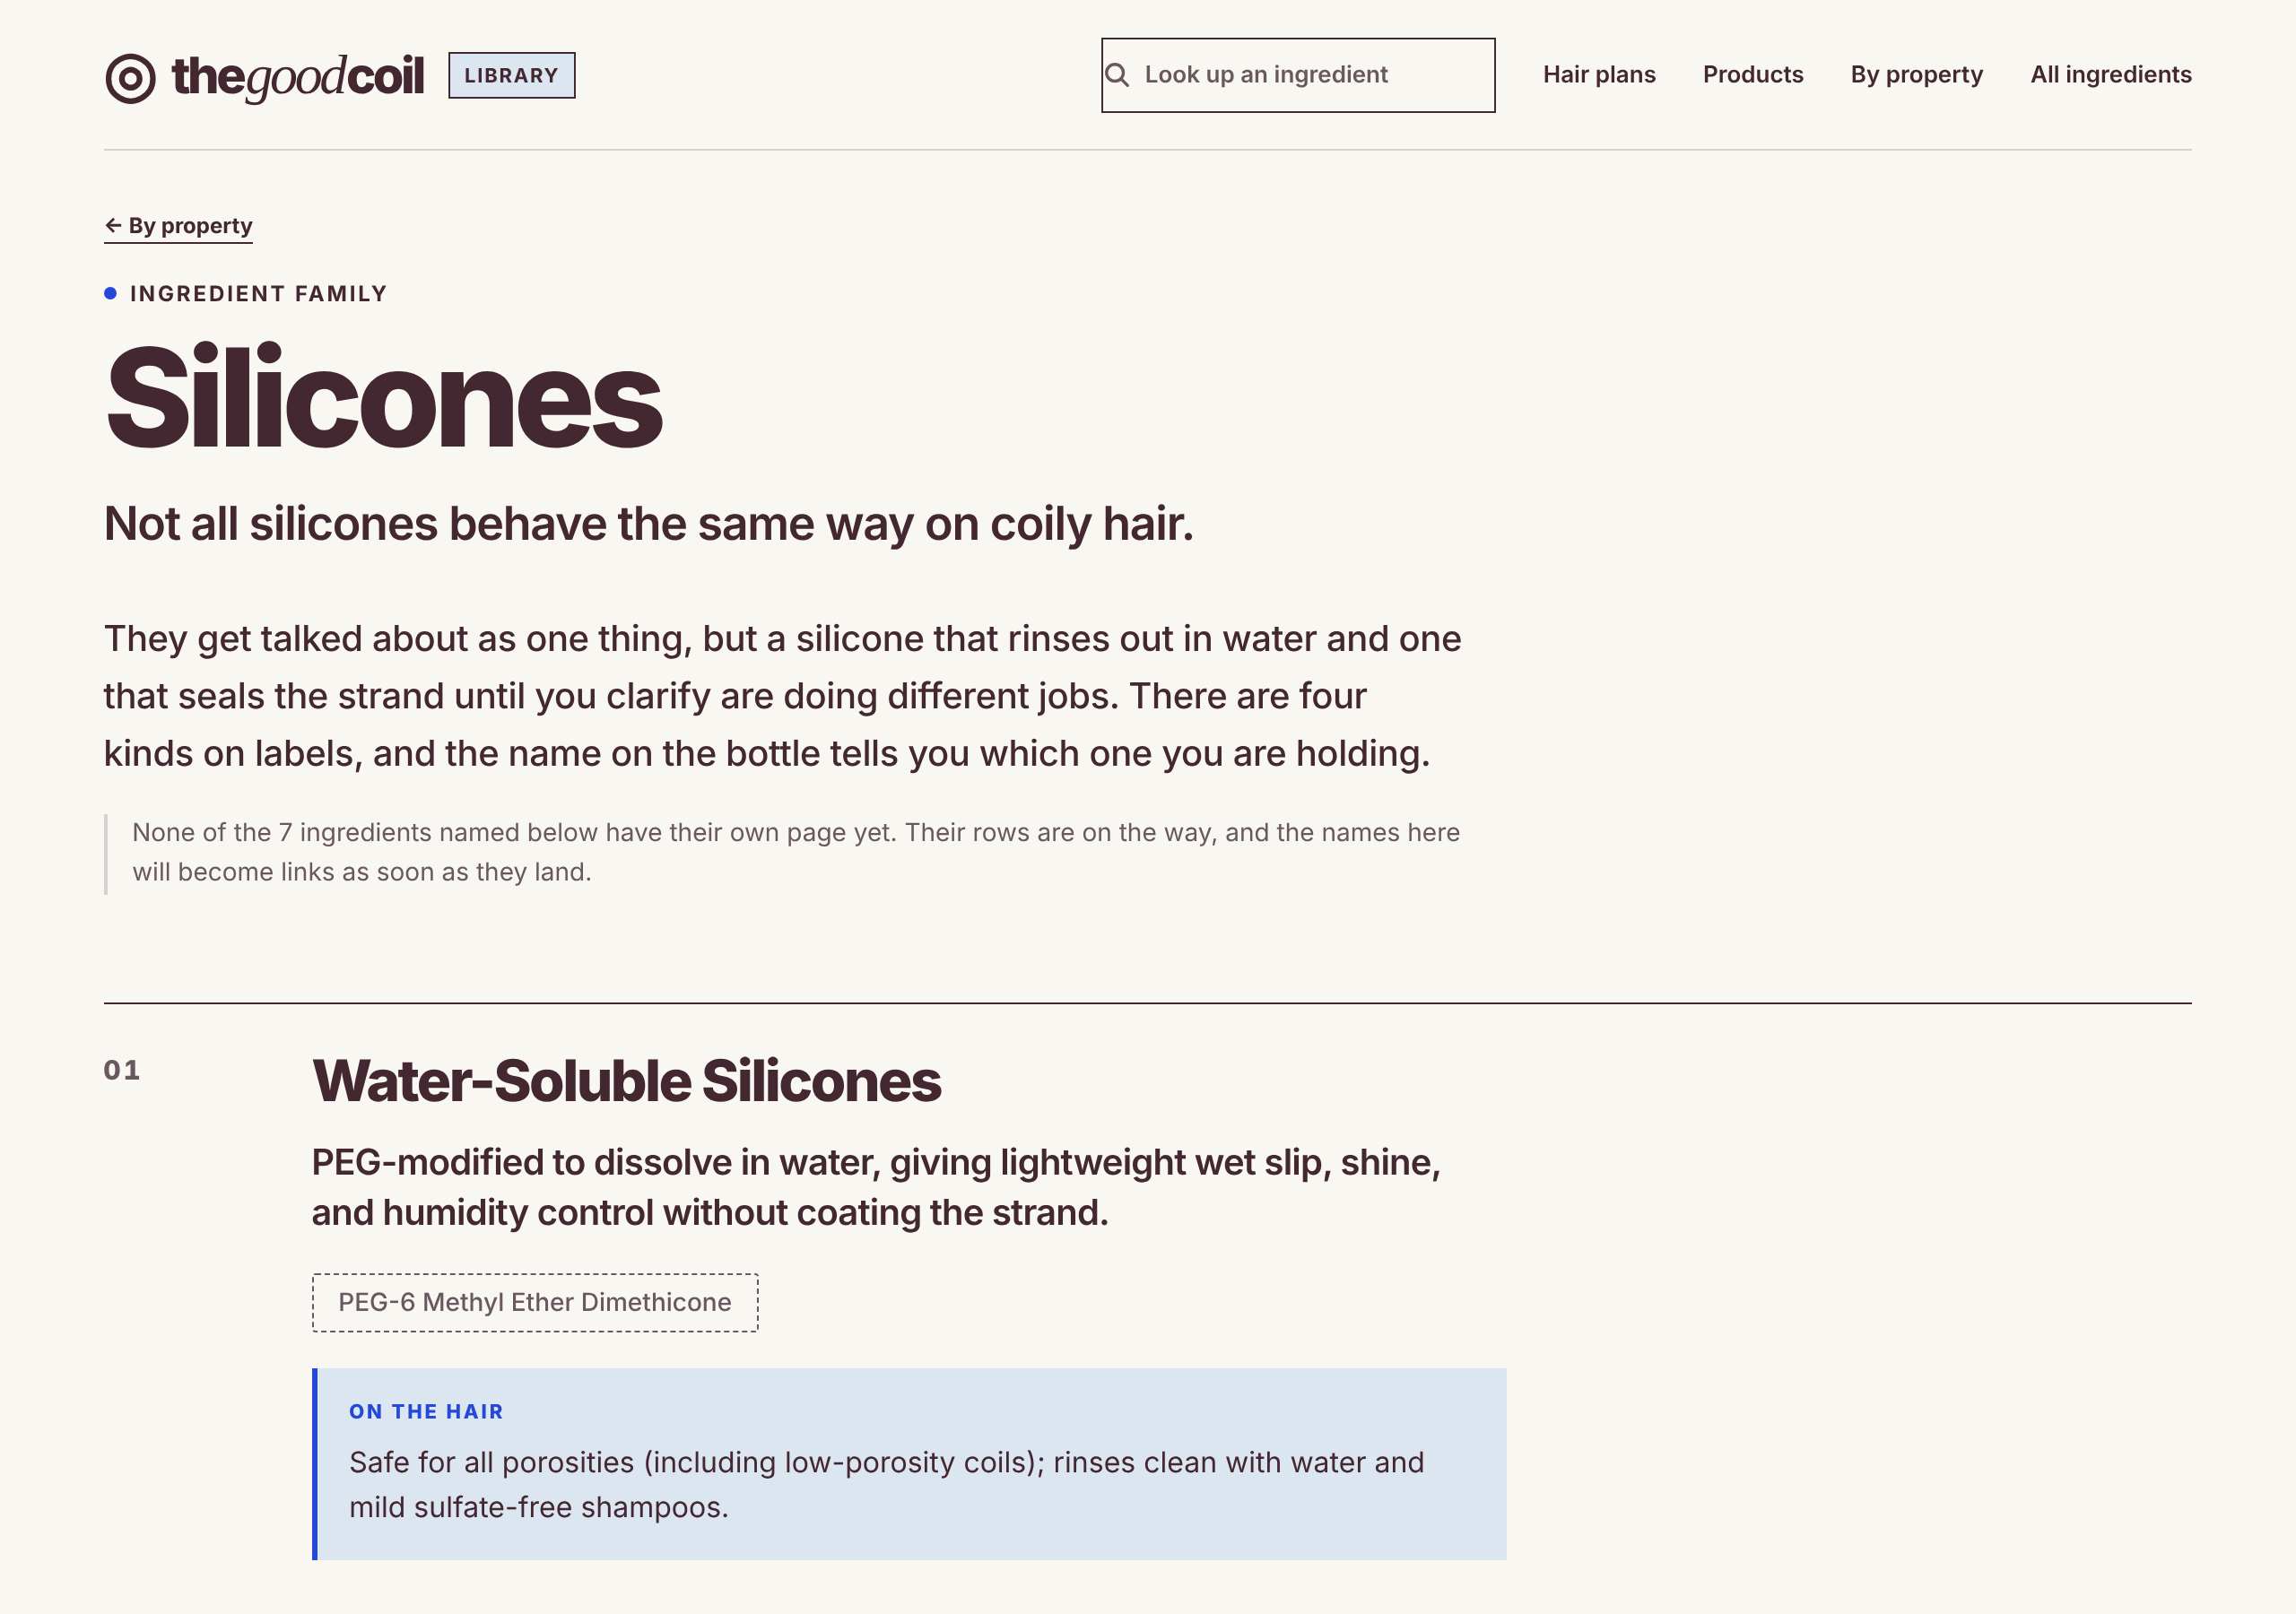 thegoodcoil LIBRARY
Look up an ingredient
Hair plans Products By property All ingredients
← By property
INGREDIENT FAMILY
Silicones
Not all silicones behave the same way on coily hair.
They get talked about as one thing, but a silicone that rinses out in water and one
that seals the strand until you clarify are doing different jobs. There are four
kinds on labels, and the name on the bottle tells you which one you are holding.
None of the 7 ingredients named below have their own page yet. Their rows are on the way, and the names here
will become links as soon as they land.
01
Water-Soluble Silicones
PEG-modified to dissolve in water, giving lightweight wet slip, shine,
and humidity control without coating the strand.
PEG-6 Methyl Ether Dimethicone
ON THE HAIR
Safe for all porosities (including low-porosity coils); rinses clean with water and
mild sulfate-free shampoos.